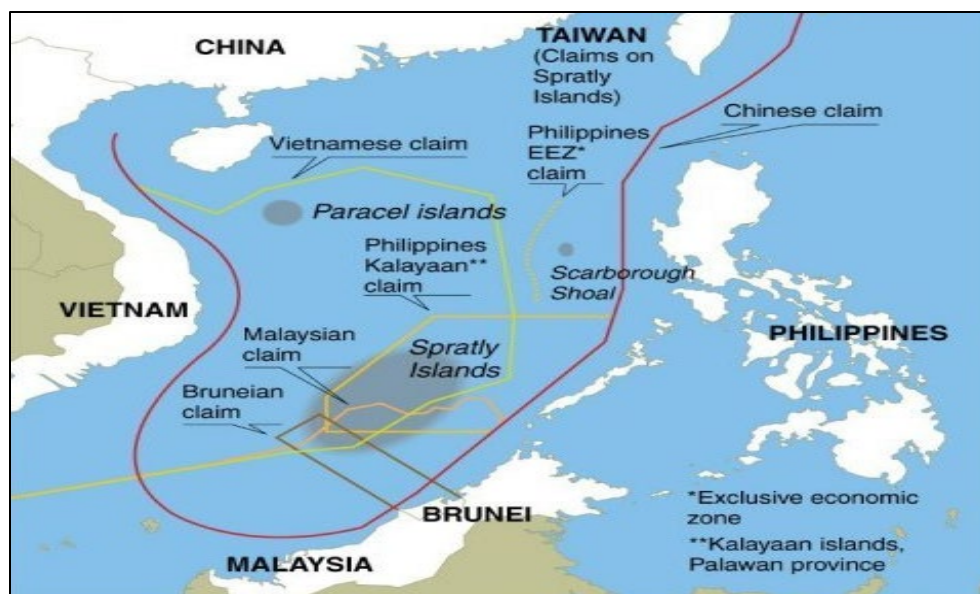 CHINA
TAIWAN
(Claims on
Spratly
Islands)
Chinese claim
Vietnamese claim
Philippines
EEZ*
claim
Paracel islands
Philippines
Kalayaan**
claim
Scarborough
Shoal
VIETNAM
PHILIPPINES
Malaysian
claim
Spratly
Islands
Bruneian
claim
BRUNEI
MALAYSIA
*Exclusive economic
zone
**Kalayaan islands,
Palawan province